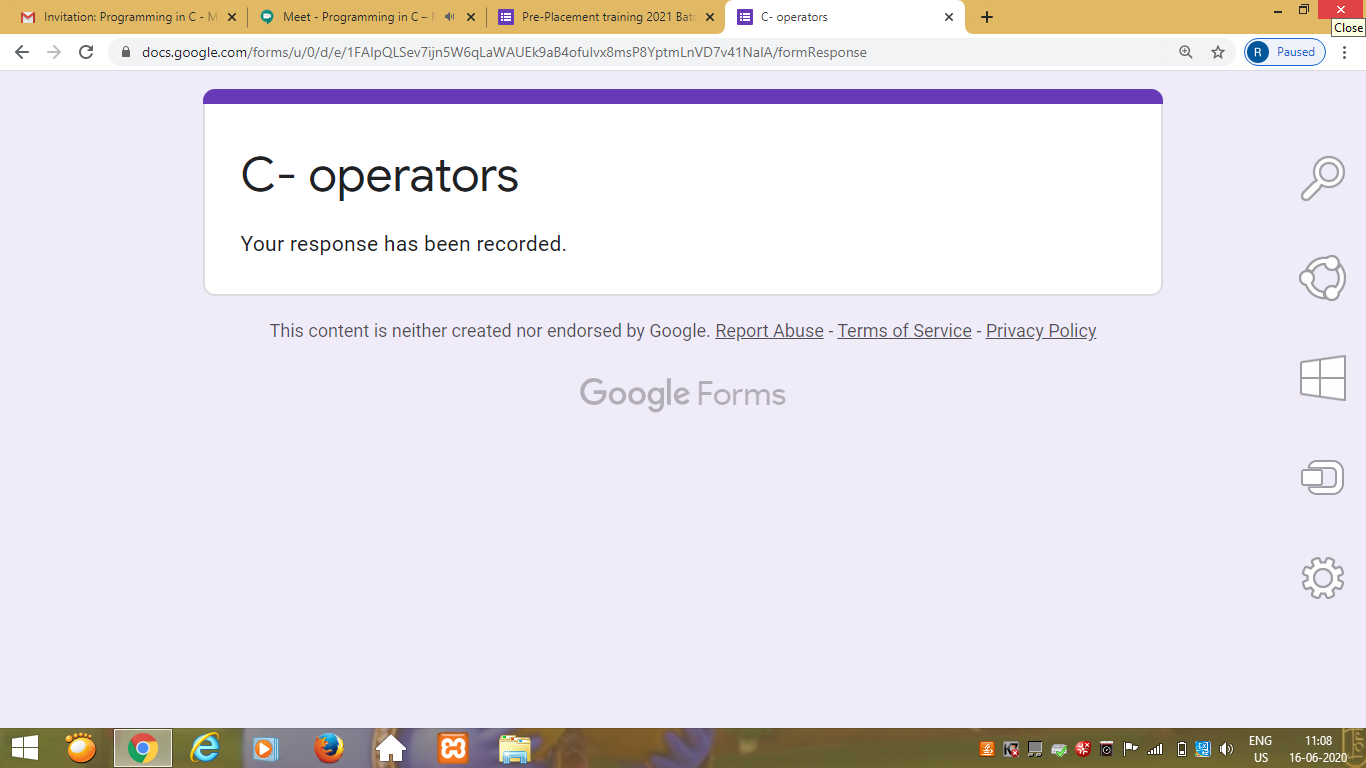 Invitation: Programming in C - M
Meet - Programming in C –
Pre-Placement training 2021 Batc
C- operators
Close
docs.google.com/forms/u/0/d/e/1FAIpQLSev7ijn5W6qLaWAUEk9aB4ofuIvx8msP8YptmLnVD7v41NaIA/formResponse
R Paused
C- operators
Your response has been recorded.
This content is neither created nor endorsed by Google. Report Abuse - Terms of Service - Privacy Policy
Google Forms
ENG 11:08
US 16-06-2020